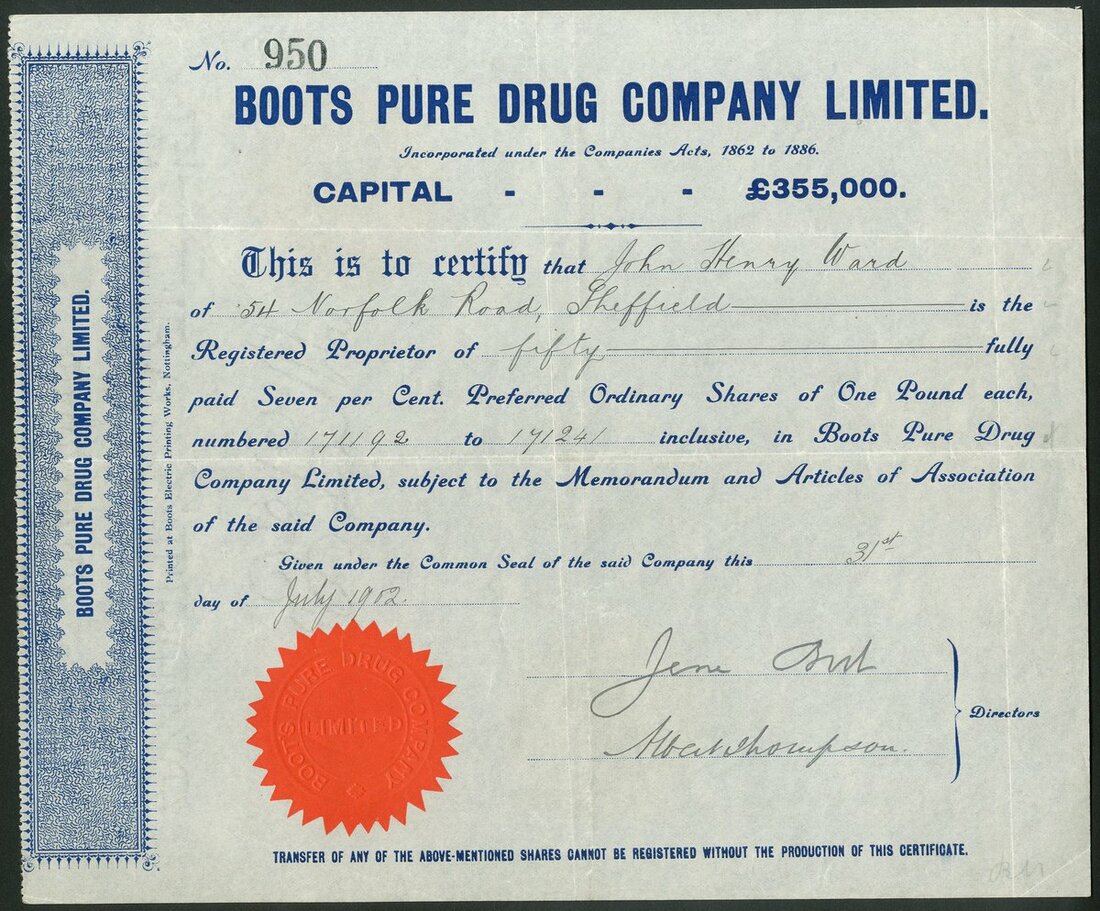 No. 950
BOOTS PURE DRUG COMPANY LIMITED.
Incorporated under the Companies Acts, 1862 to 1886.
CAPITAL - - - £355,000.
This is to certify that John Henry Ward
of 54 Norfolk Road, Sheffield is the
Registered Proprietor of fifty fully
paid Seven per Cent. Preferred Ordinary Shares of One Pound each,
numbered 171192 to 171241 inclusive, in Boots Pure Drug
Company Limited, subject to the Memorandum and Articles of Association
of the said Company.
Given under the Common Seal of the said Company this 31st
day of July 1902.
Jesse Boot
Albert Thompson.
Directors
BOOTS PURE DRUG COMPANY
LIMITED
TRANSFER OF ANY OF THE ABOVE-MENTIONED SHARES CANNOT BE REGISTERED WITHOUT THE PRODUCTION OF THIS CERTIFICATE.
BOOTS PURE DRUG COMPANY LIMITED.
Printed at Boots Electric Printing Works, Nottingham.